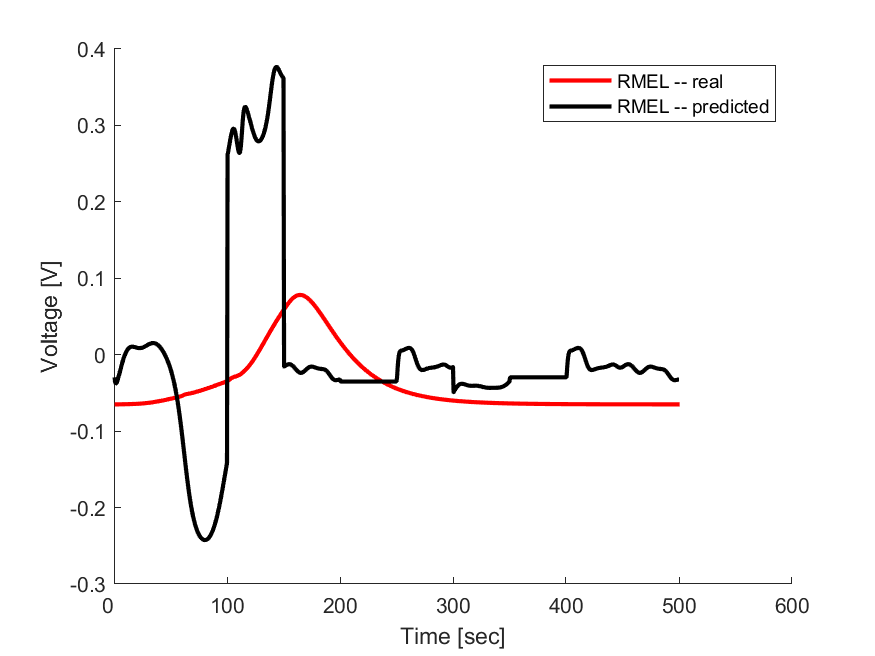 0.4
0.3
0.2
0.1
0
-0.1
-0.2
-0.3
Voltage [V]
RMEL -- real
RMEL -- predicted
0 100 200 300 400 500 600
Time [sec]